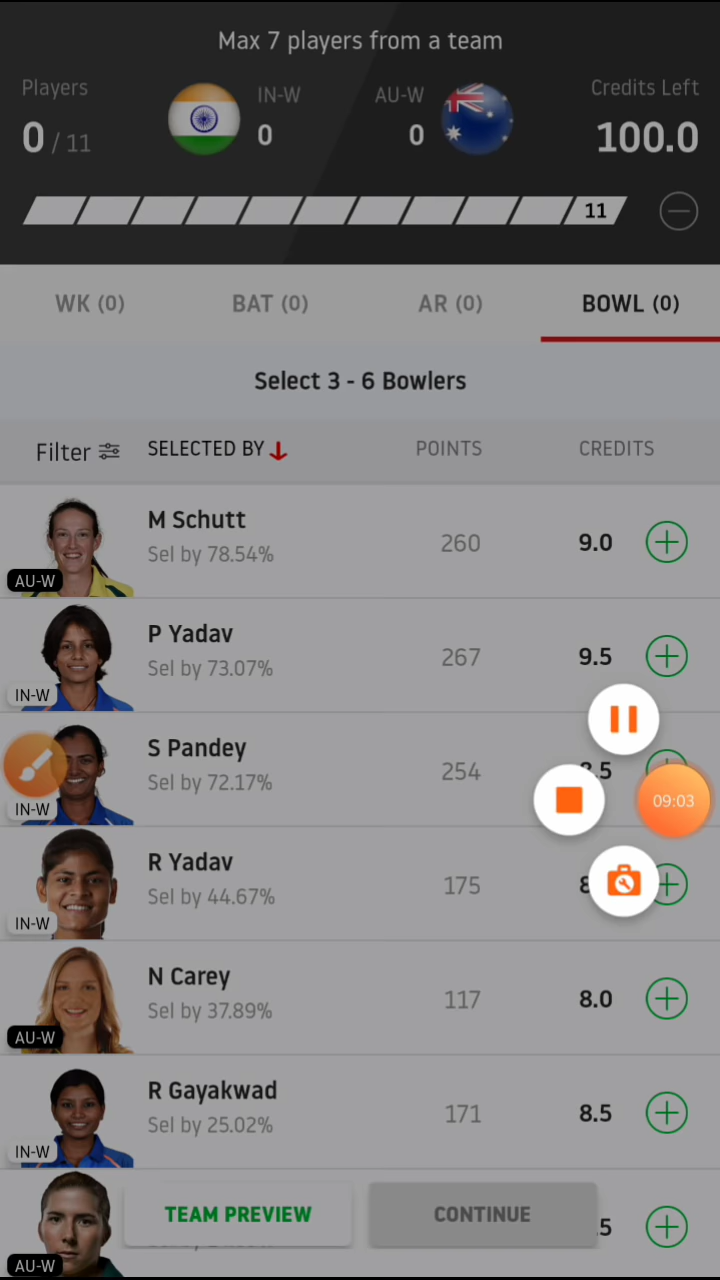 Max 7 players from a team
Players IN-W AU-W Credits Left
0 / 11 0 0 100.0
11
WK (0) BAT (0) AR (0) BOWL (0)
Select 3 - 6 Bowlers
Filter SELECTED BY POINTS CREDITS
M Schutt
Sel by 78.54% 260 9.0
AU-W
P Yadav
Sel by 73.07% 267 9.5
IN-W
S Pandey
Sel by 72.17% 254 .5
IN-W
09:03
R Yadav
Sel by 44.67% 175 8
IN-W
N Carey
Sel by 37.89% 117 8.0
AU-W
R Gayakwad
Sel by 25.02% 171 8.5
IN-W
TEAM PREVIEW CONTINUE .5
AU-W